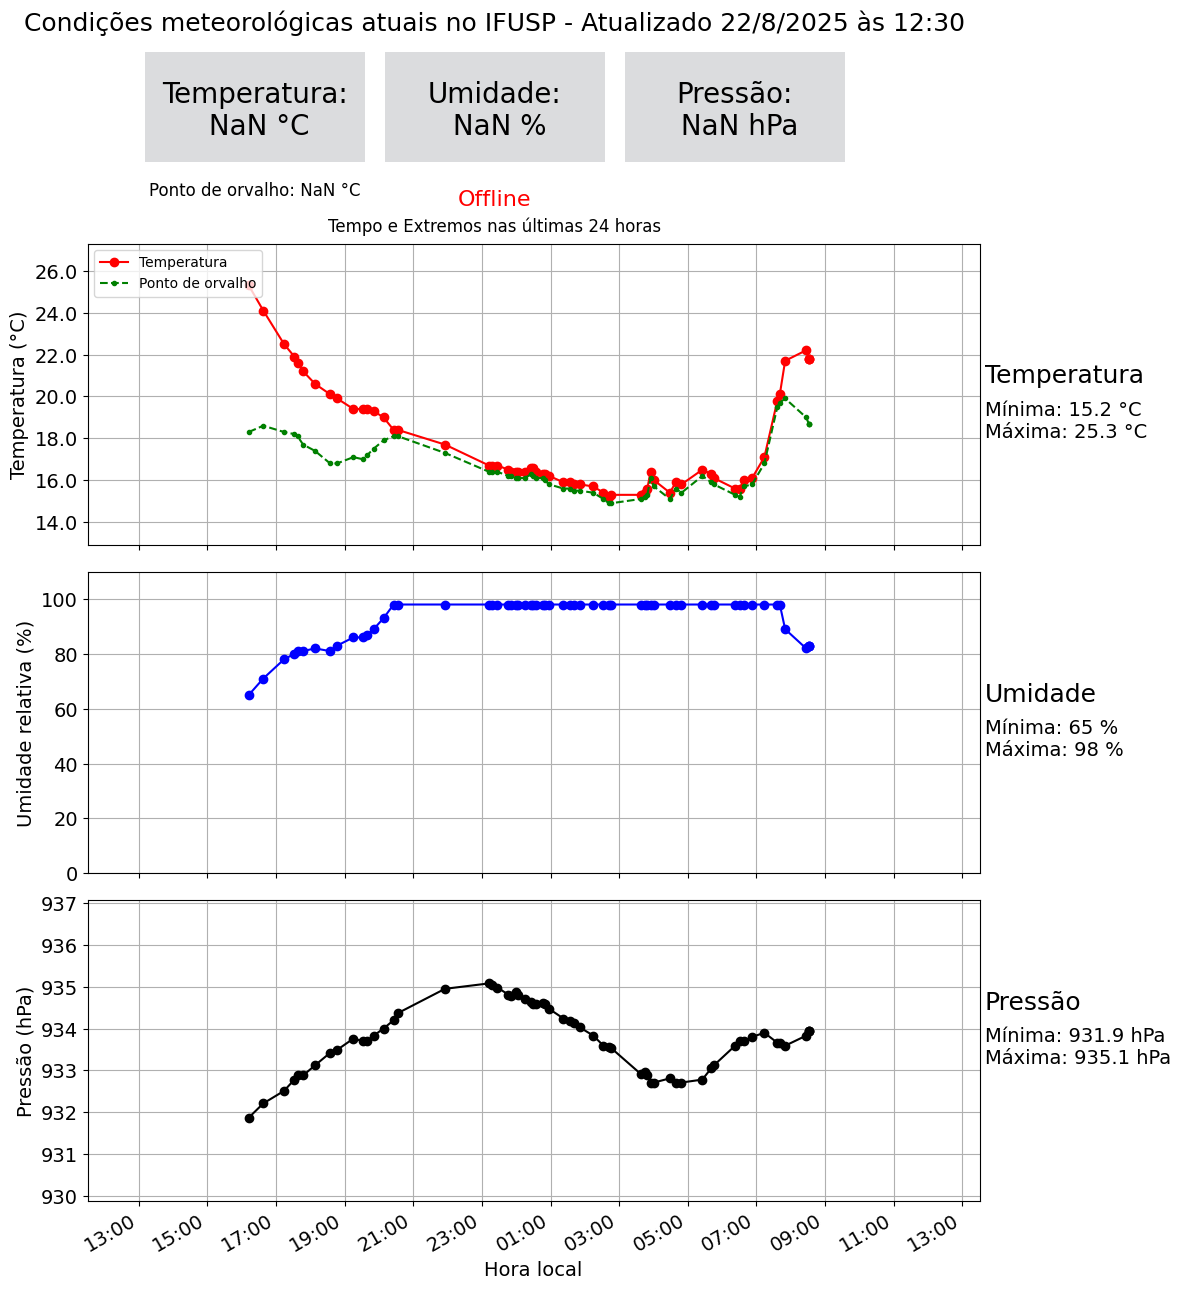 Condições meteorológicas atuais no IFUSP - Atualizado 22/8/2025 às 12:30
Temperatura:
NaN °C
Umidade:
NaN %
Pressão:
NaN hPa
Ponto de orvalho: NaN °C
Offline
Tempo e Extremos nas últimas 24 horas
Temperatura
Ponto de orvalho
Temperatura (°C)
26.0
24.0
22.0
20.0
18.0
16.0
14.0
Temperatura
Mínima: 15.2 °C
Máxima: 25.3 °C
Umidade relativa (%)
100
80
60
40
20
0
Umidade
Mínima: 65 %
Máxima: 98 %
Pressão (hPa)
937
936
935
934
933
932
931
930
Pressão
Mínima: 931.9 hPa
Máxima: 935.1 hPa
13:00 15:00 17:00 19:00 21:00 23:00 01:00 03:00 05:00 07:00 09:00 11:00 13:00
Hora local